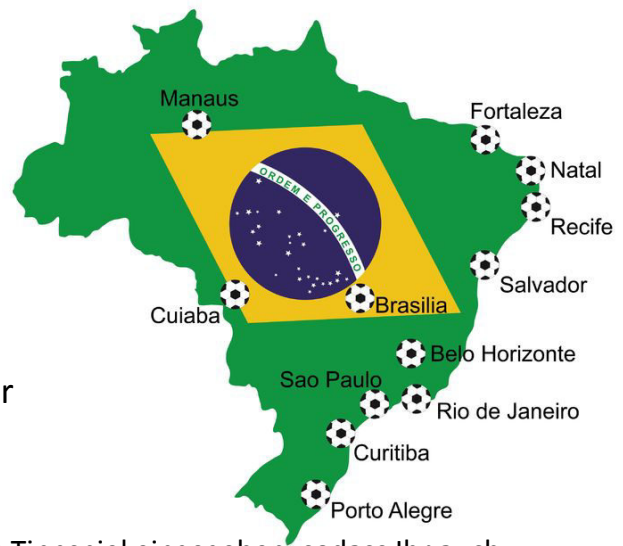 Manaus
Fortaleza
Natal
Recife
ORDEM E PROGRESSO
Salvador
Cuiaba
Brasilia
Belo Horizonte
Sao Paulo
r
Rio de Janeiro
Curitiba
Porto Alegre